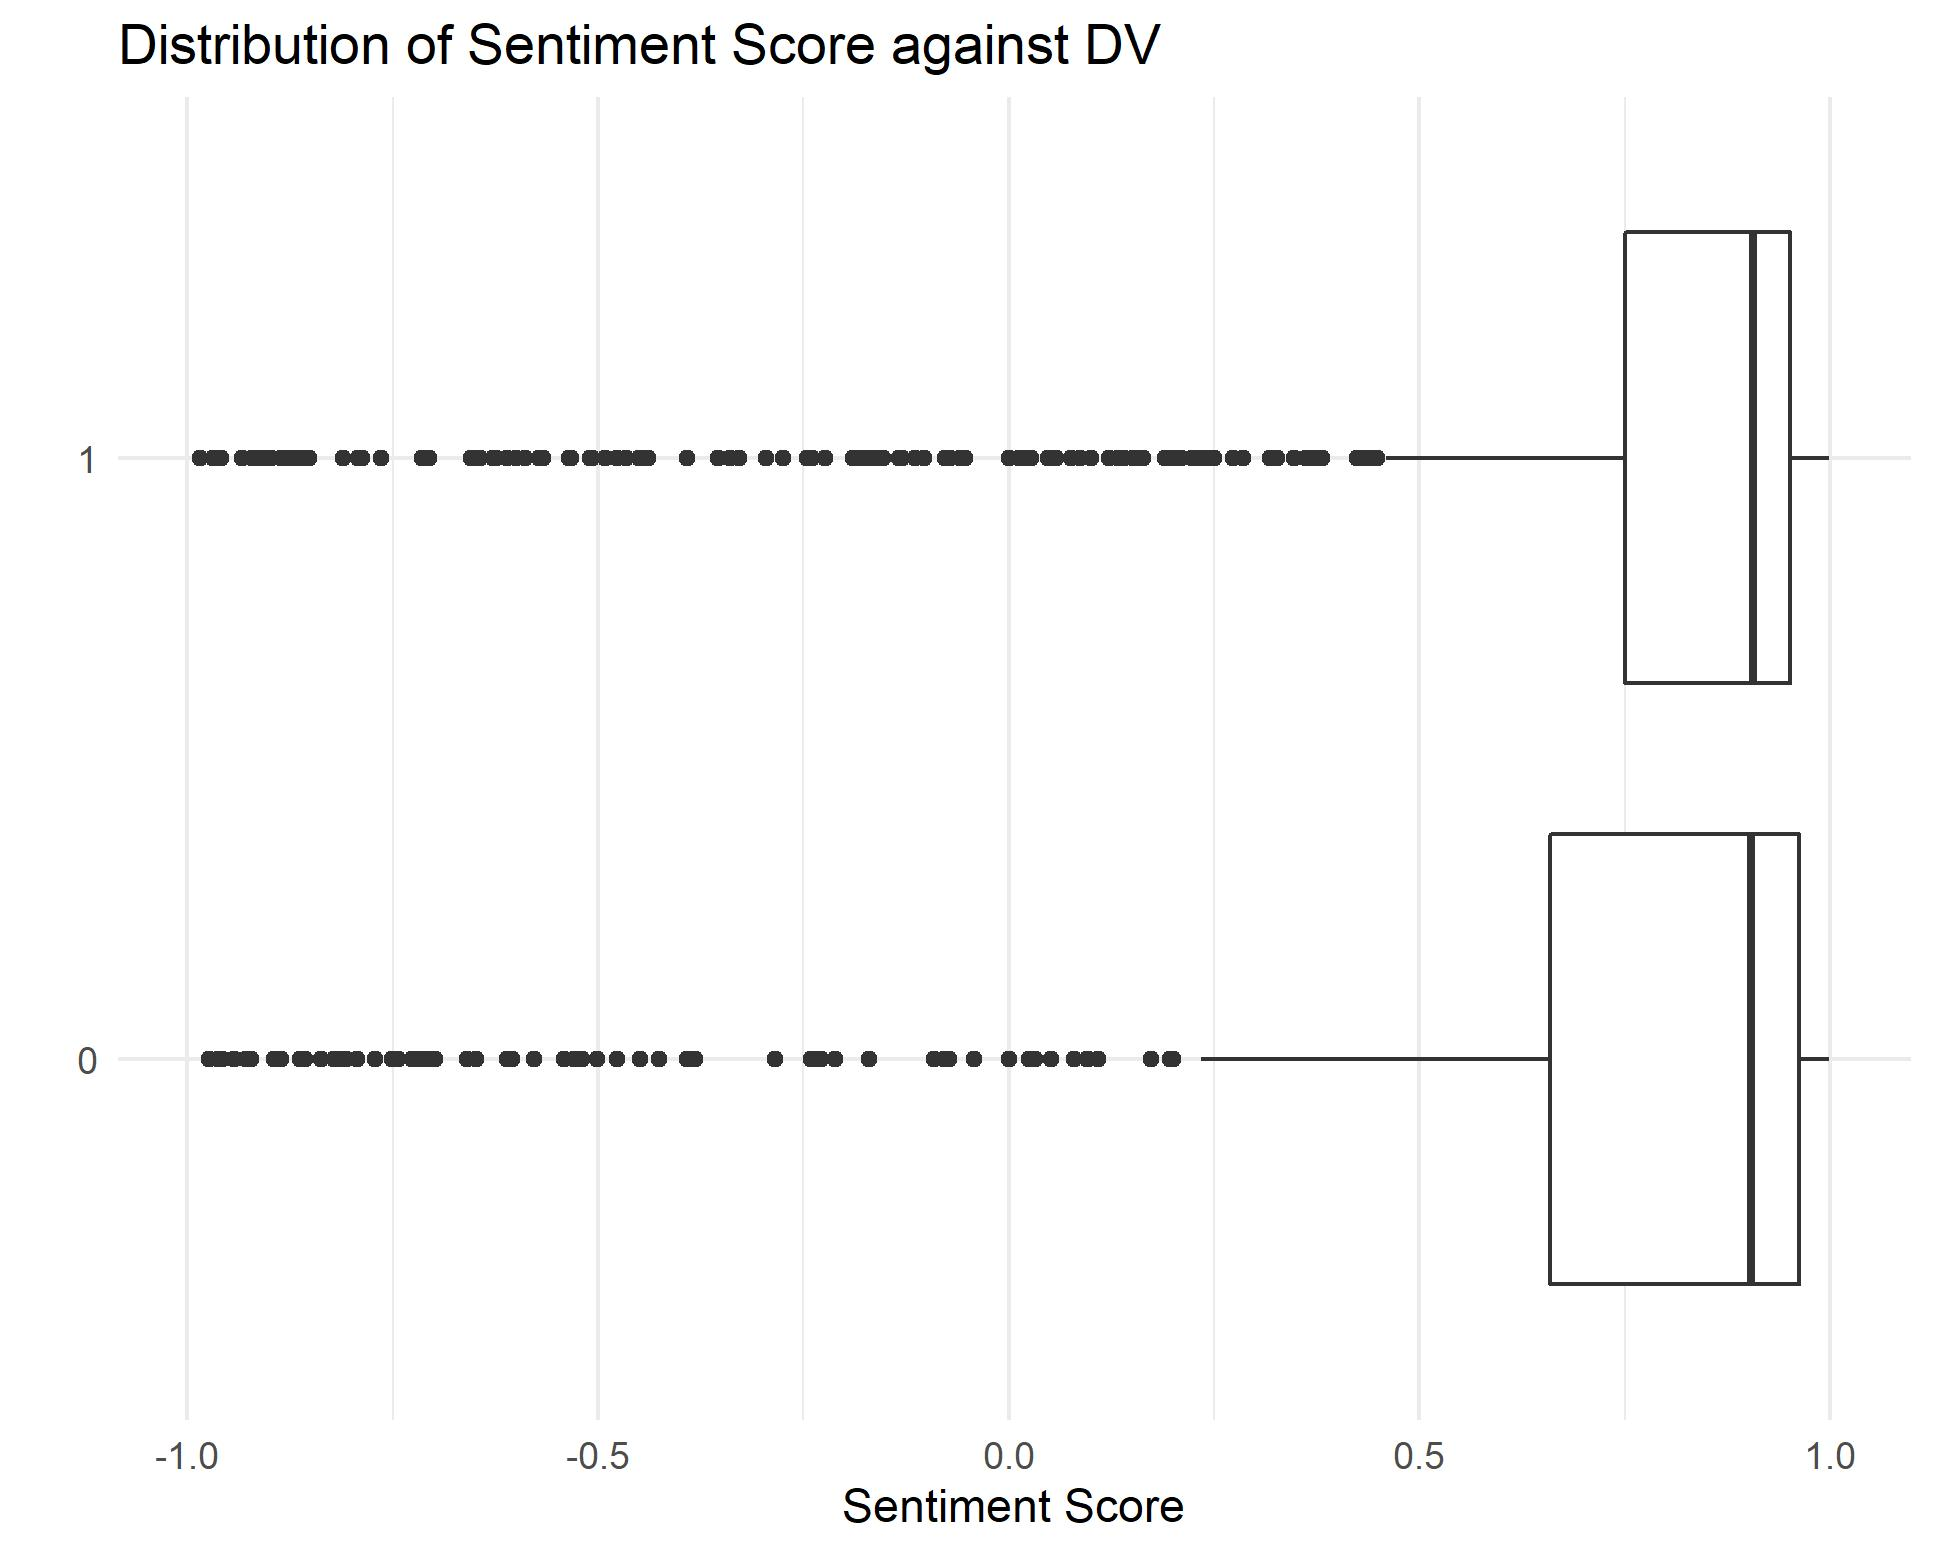 Distribution of Sentiment Score against DV
1
0
-1.0 -0.5 0.0 0.5 1.0
Sentiment Score